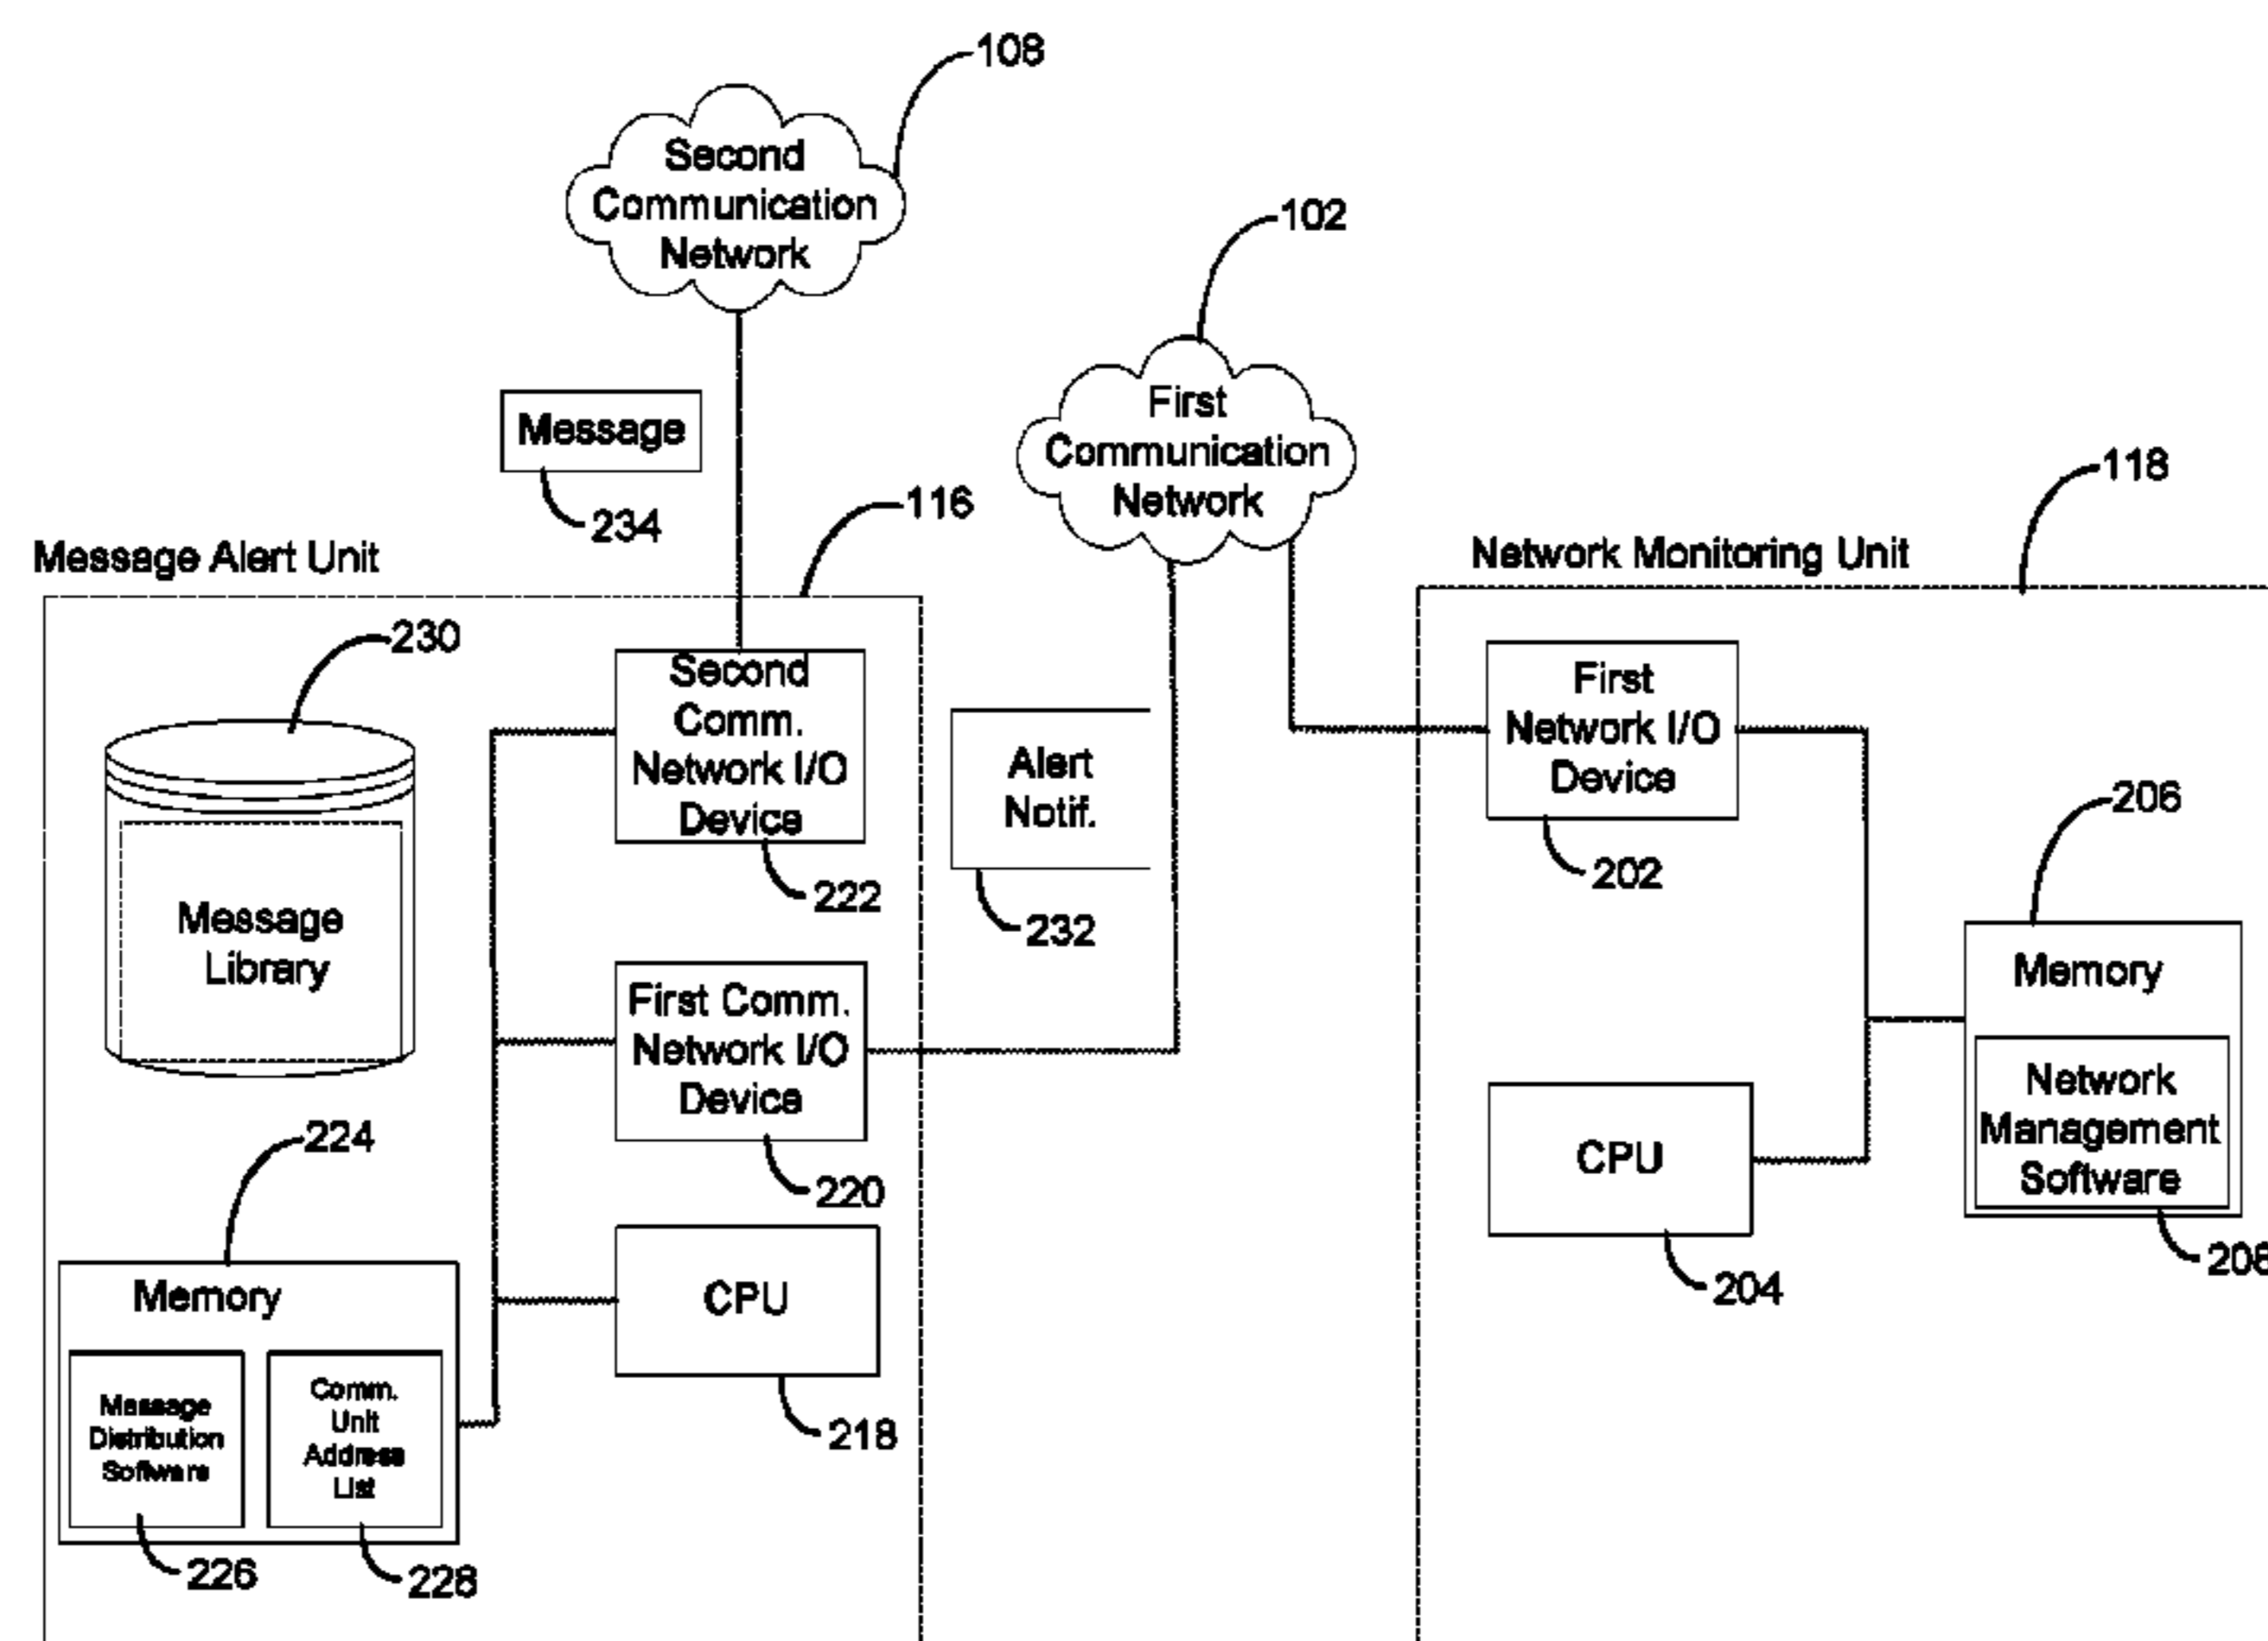 108
Second
Communication
Network
102
First
Communication
Network
Message
234
116
118
Message Alert Unit
Network Monitoring Unit
230
Message
Library
Second
Comm.
Network I/O
Device
222
Alert
Notif.
232
First
Network I/O
Device
202
206
Memory
Network
Management
Software
208
First Comm.
Network I/O
Device
220
CPU
204
224
Memory
Message
Distribution
Software
226
Comm.
Unit
Address
List
228
CPU
218